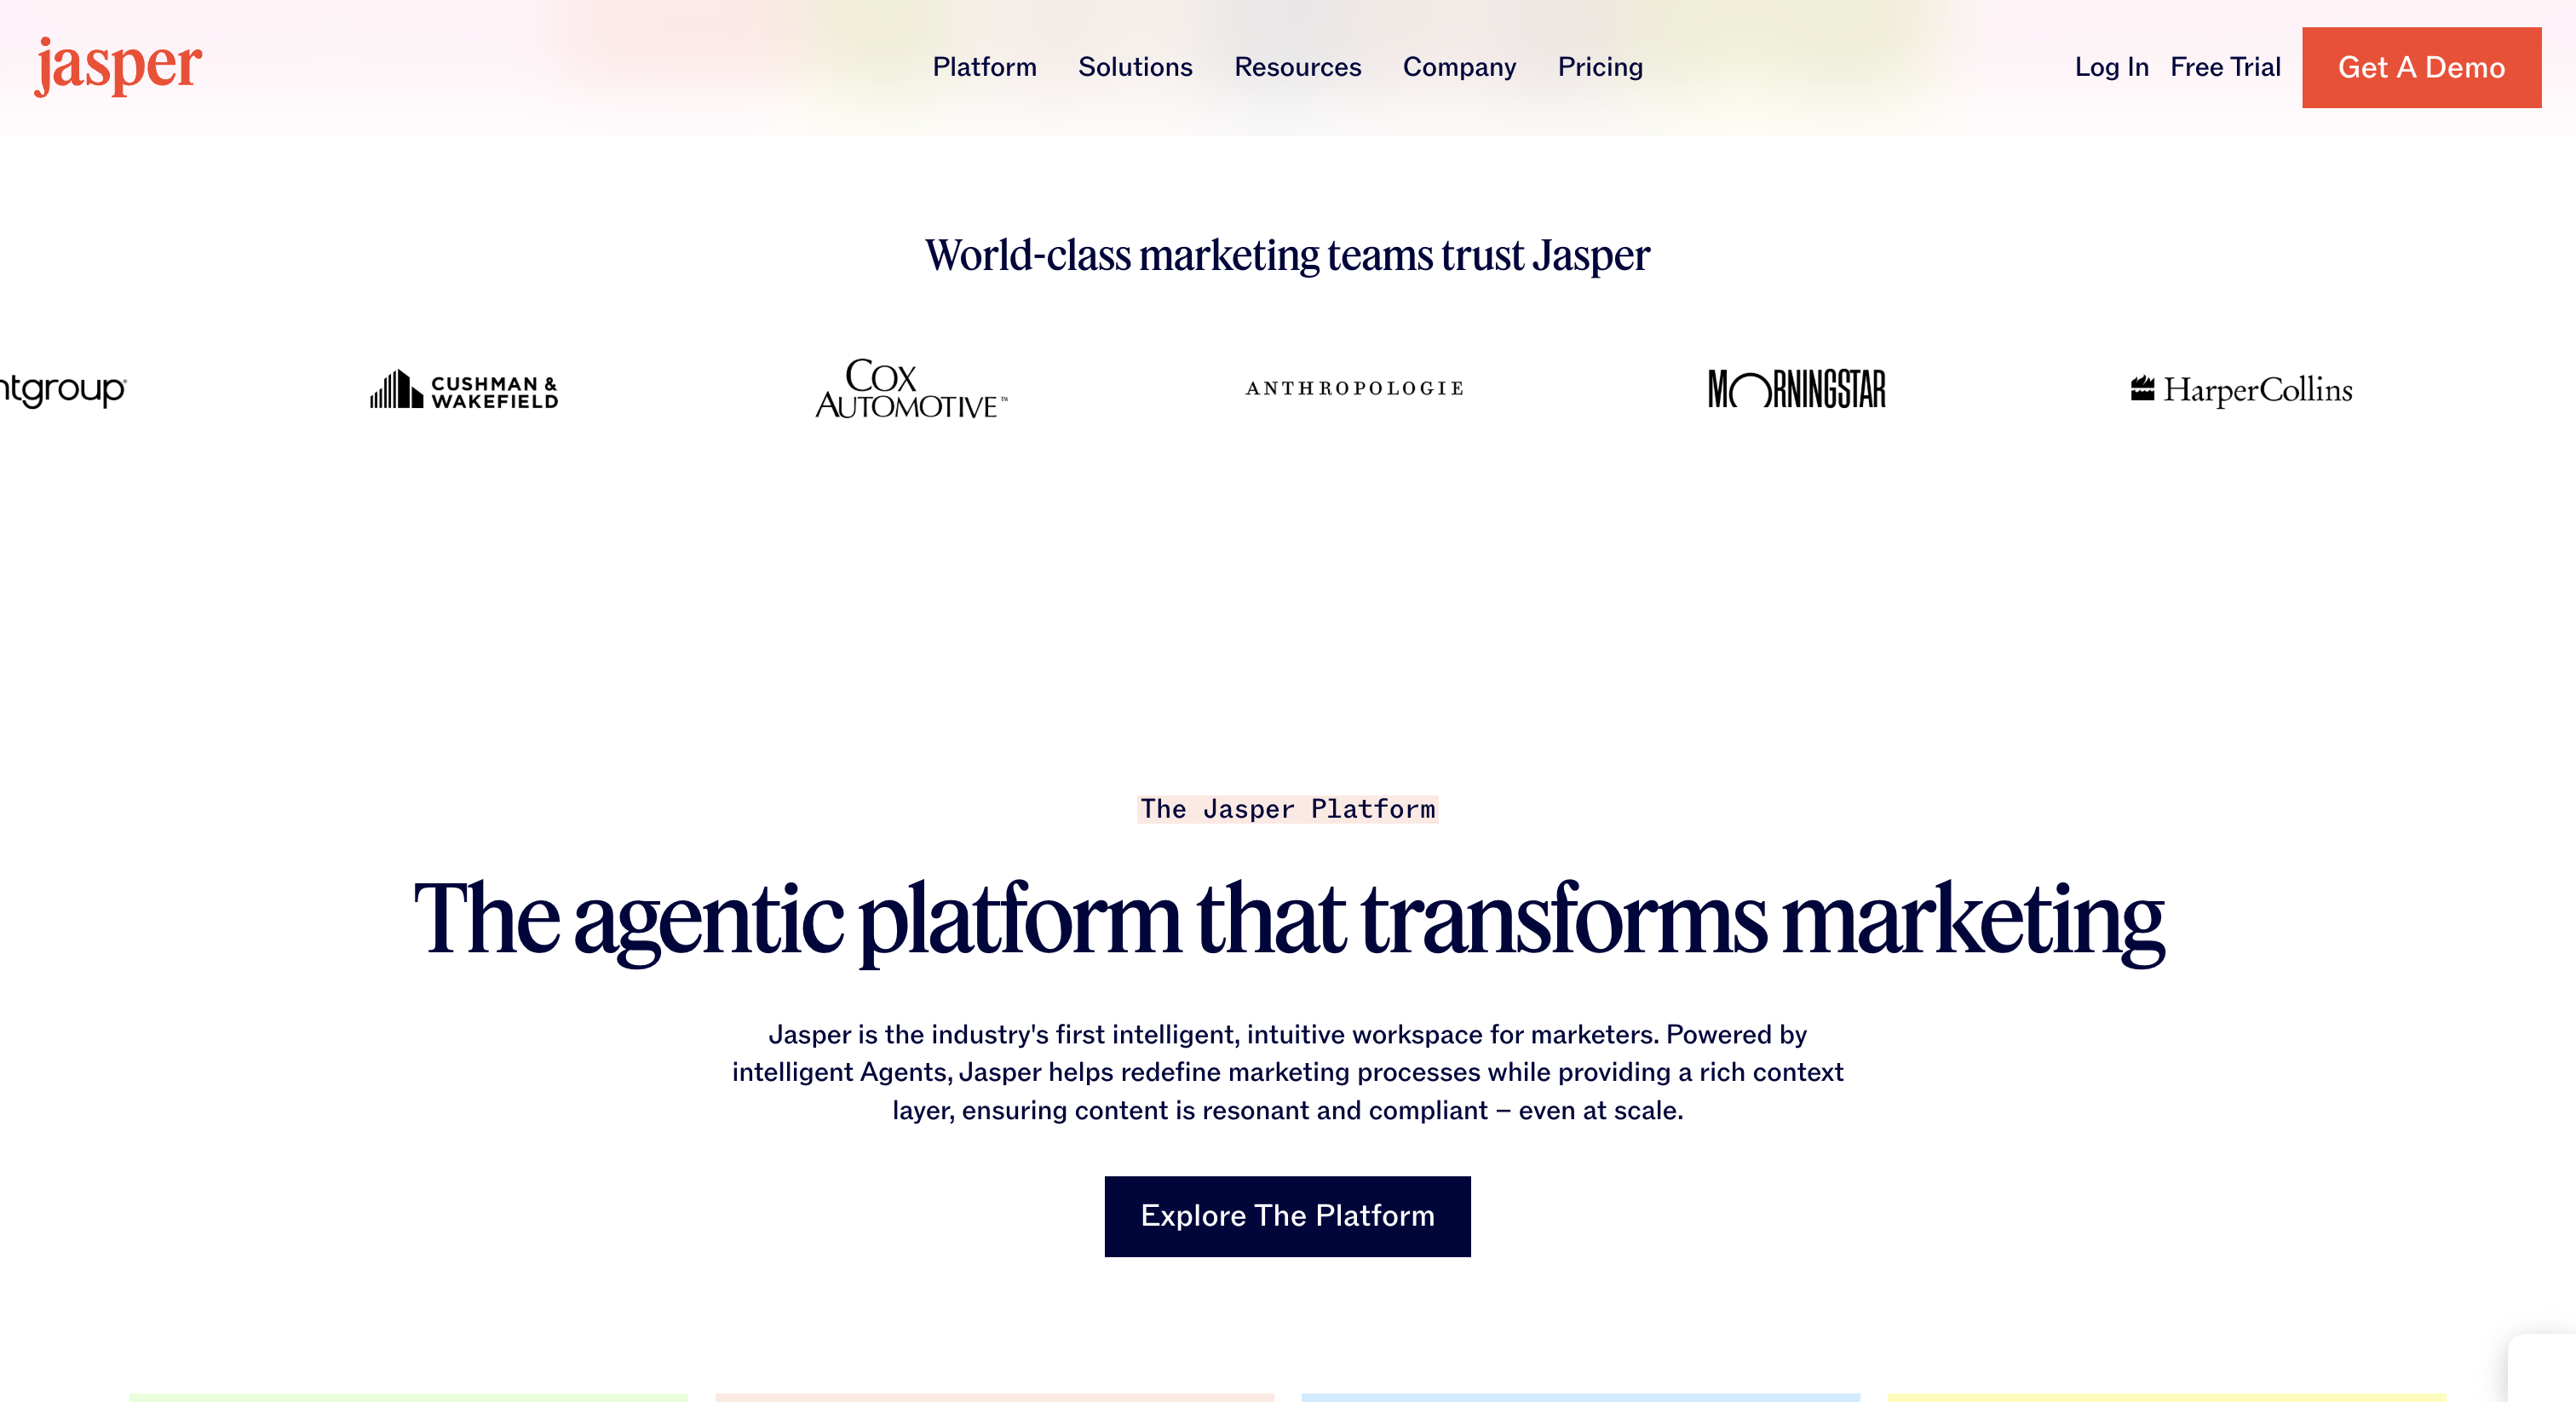 jasper
Platform Solutions Resources Company Pricing
Log In Free Trial Get A Demo
World-class marketing teams trust Jasper
ntgroup®
CUSHMAN &
WAKEFIELD
COX
AUTOMOTIVE™
ANTHROPOLOGIE
MORNINGSTAR
HarperCollins
The Jasper Platform
The agentic platform that transforms marketing
Jasper is the industry's first intelligent, intuitive workspace for marketers. Powered by
intelligent Agents, Jasper helps redefine marketing processes while providing a rich context
layer, ensuring content is resonant and compliant – even at scale.
Explore The Platform